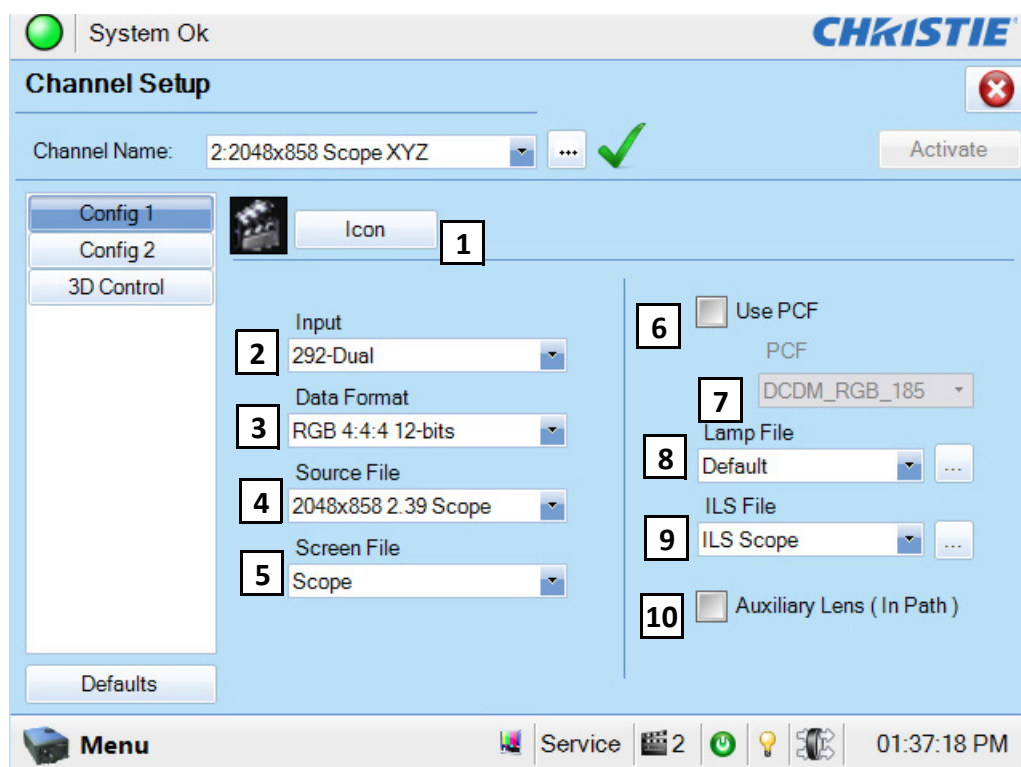 System Ok
CHRISTIE
Channel Setup
Channel Name:
2:2048x858 Scope XYZ
...
Activate
Config 1
Config 2
3D Control
Defaults
Icon
1
Input
2
292-Dual
Data Format
3
RGB 4:4:4 12-bits
Source File
4
2048x858 2.39 Scope
Screen File
5
Scope
6
Use PCF
PCF
7
DCDM_RGB_185
Lamp File
8
Default
...
ILS File
9
ILS Scope
...
10
Auxiliary Lens ( In Path )
Menu
Service
2
01:37:18 PM